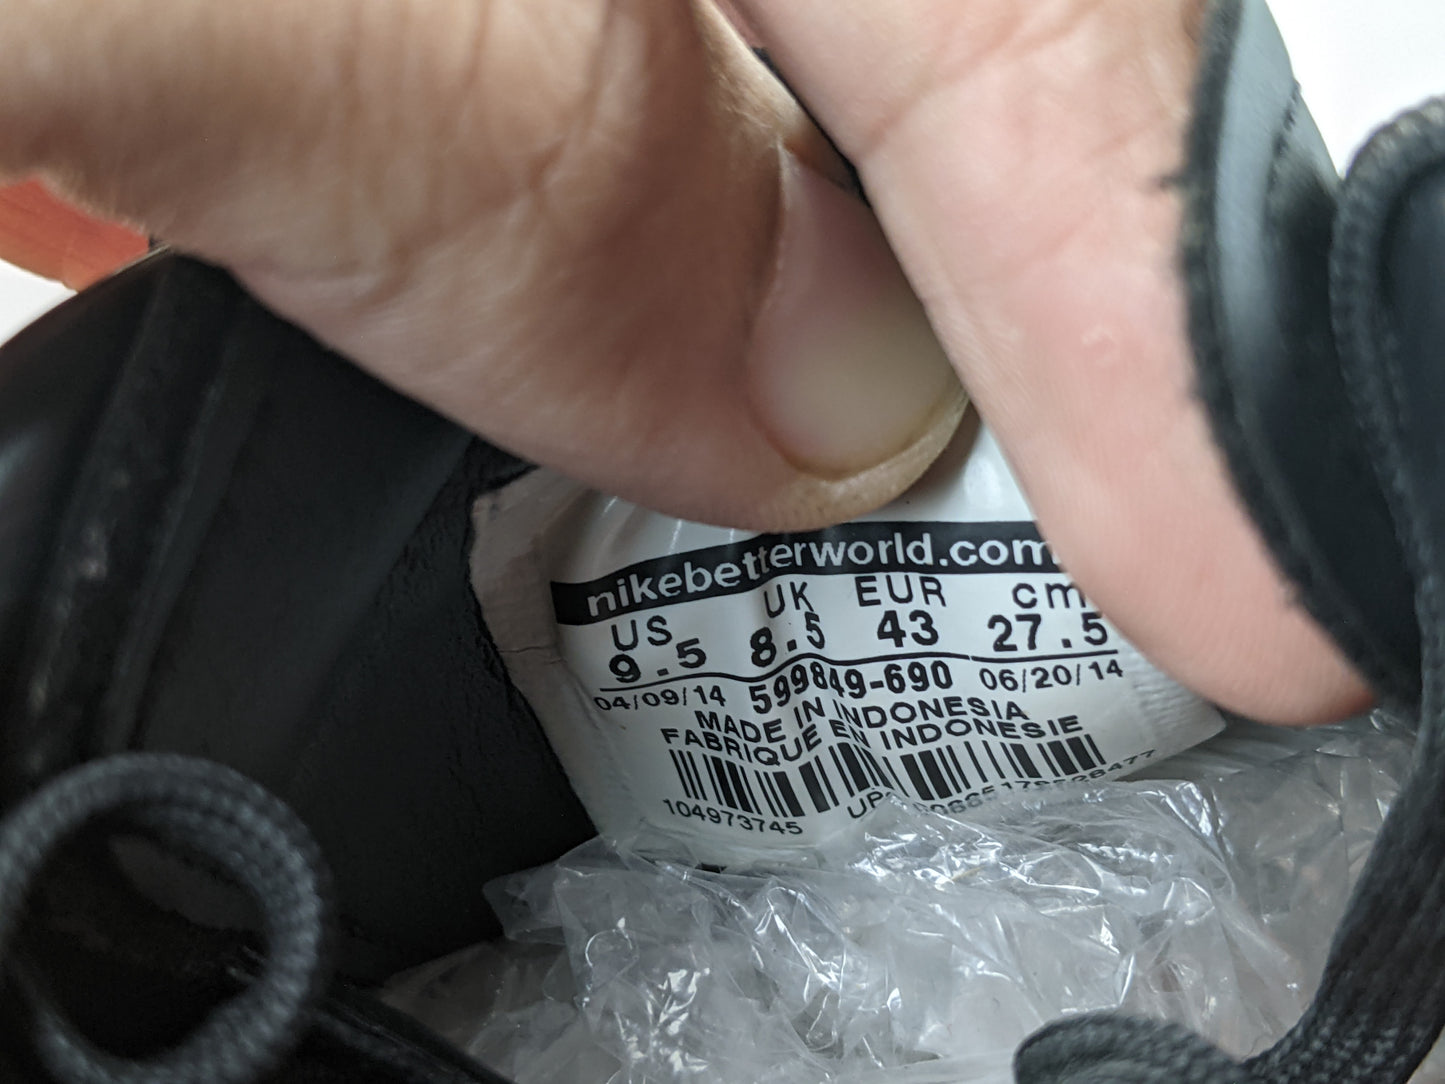 nikebetterworld.com
US UK EUR cm
9.5 8.5 43 27.5
04/09/14 599849-690 06/20/14
MADE IN INDONESIA
FABRIQUE EN INDONESIE
104973745